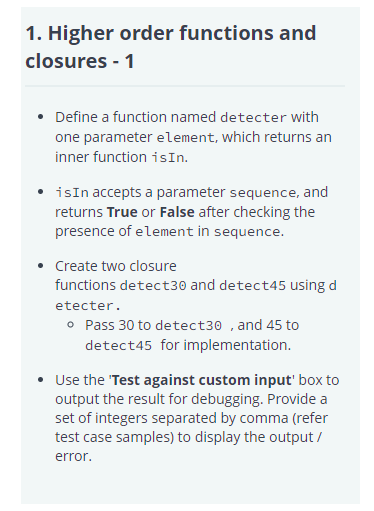 1. Higher order functions and
closures - 1
• Define a function named detecter with
one parameter element, which returns an
inner function isIn.
• isIn accepts a parameter sequence, and
returns True or False after checking the
presence of element in sequence.
• Create two closure
functions detect30 and detect45 using d
etecter.
◦ Pass 30 to detect30 , and 45 to
detect45 for implementation.
• Use the 'Test against custom input' box to
output the result for debugging. Provide a
set of integers separated by comma (refer
test case samples) to display the output /
error.